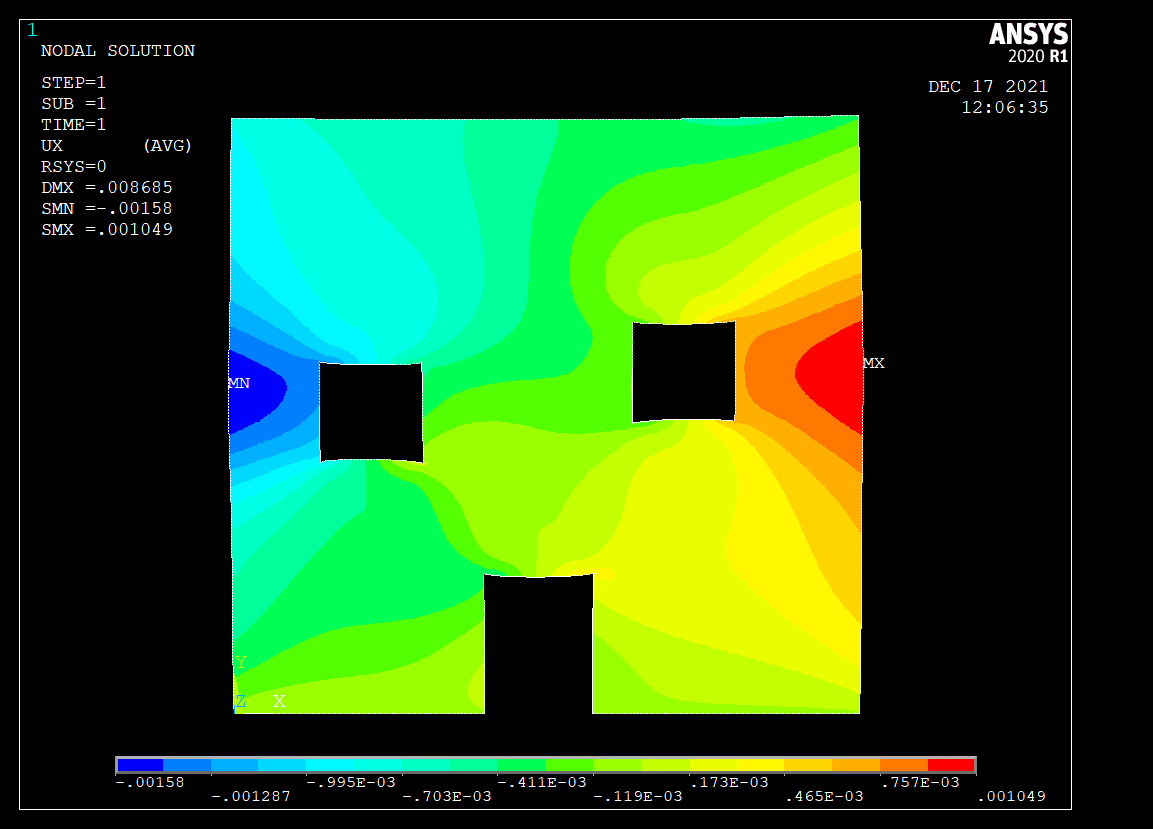 1
ANSYS
2020 R1
NODAL SOLUTION
STEP=1
SUB =1
TIME=1
UX (AVG)
RSYS=0
DMX =.008685
SMN =-.00158
SMX =.001049
DEC 17 2021
12:06:35
MX
MN
Y
Z X
-.00158 -.995E-03 -.411E-03 .173E-03 .757E-03
-.001287 -.703E-03 -.119E-03 .465E-03 .001049